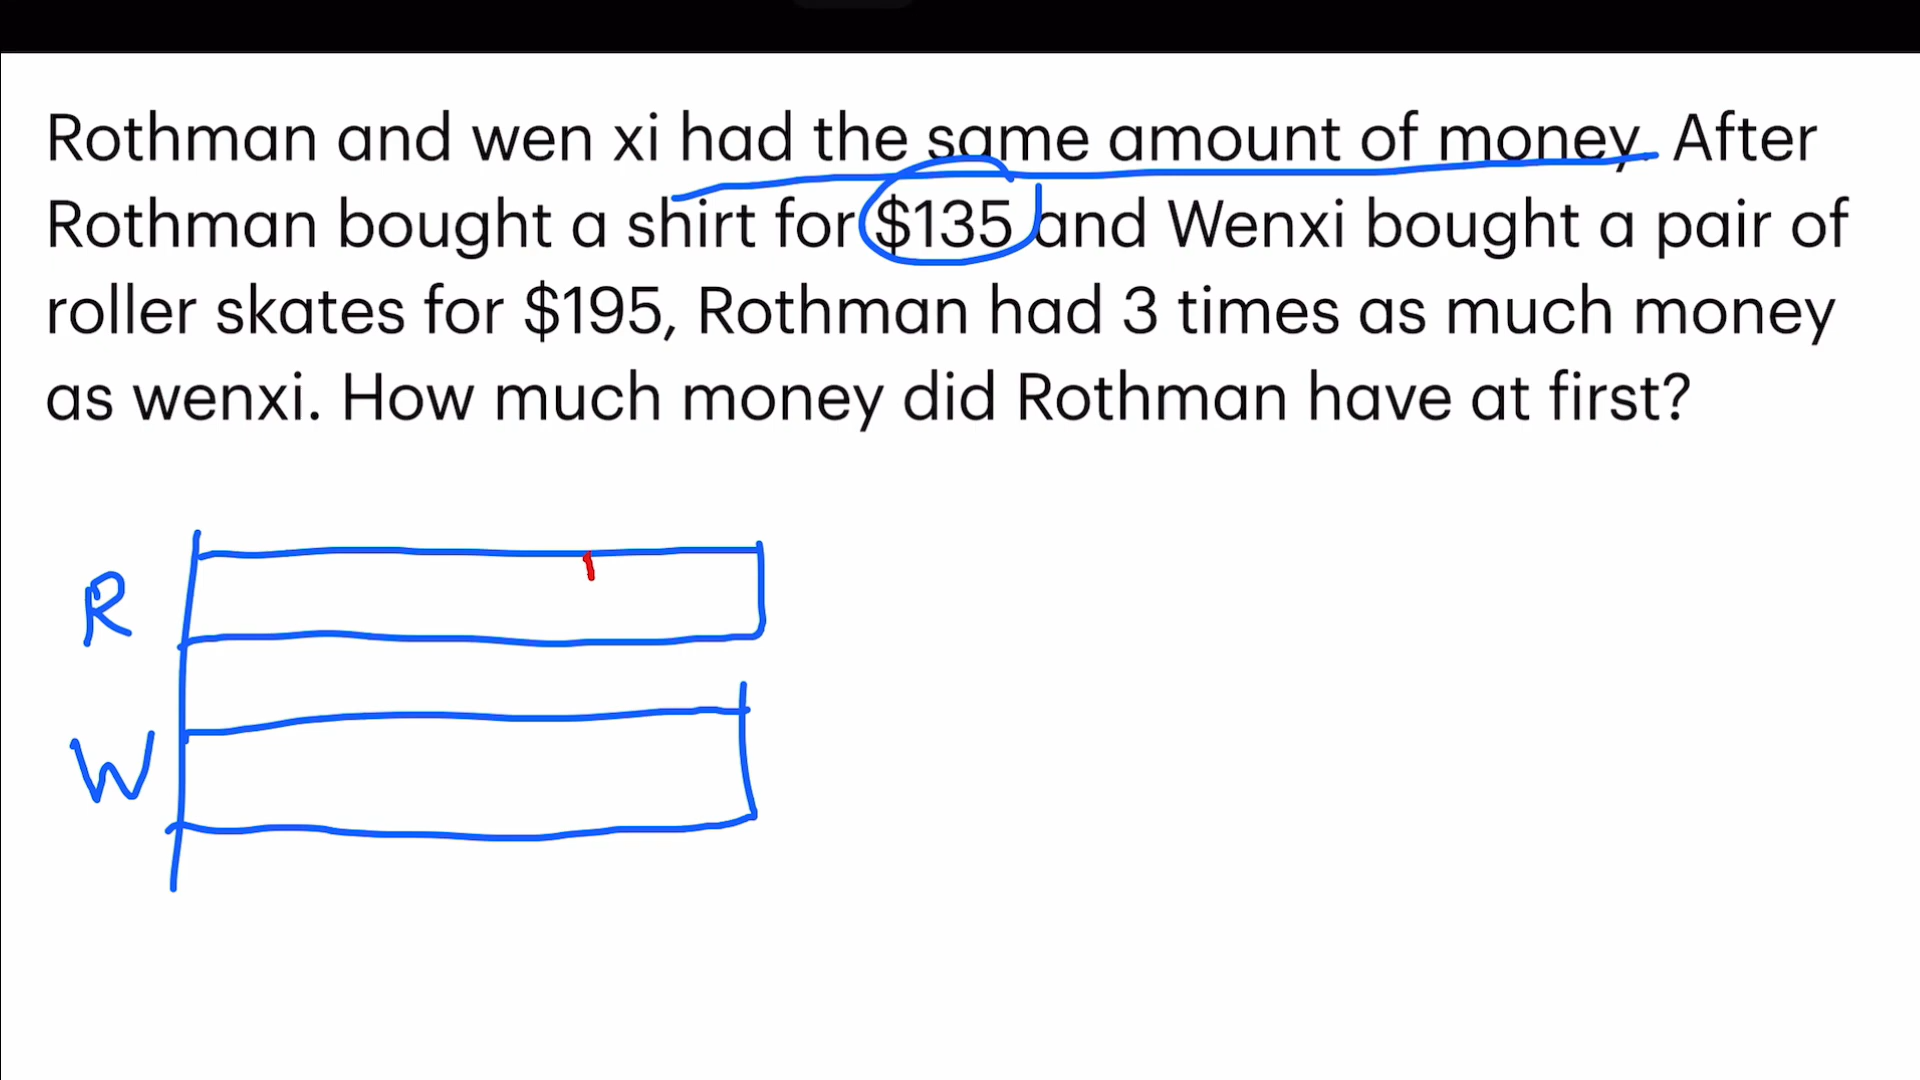 Rothman and wen xi had the same amount of money. After
Rothman bought a shirt for $135 and Wenxi bought a pair of
roller skates for $195, Rothman had 3 times as much money
as wenxi. How much money did Rothman have at first?
R
W